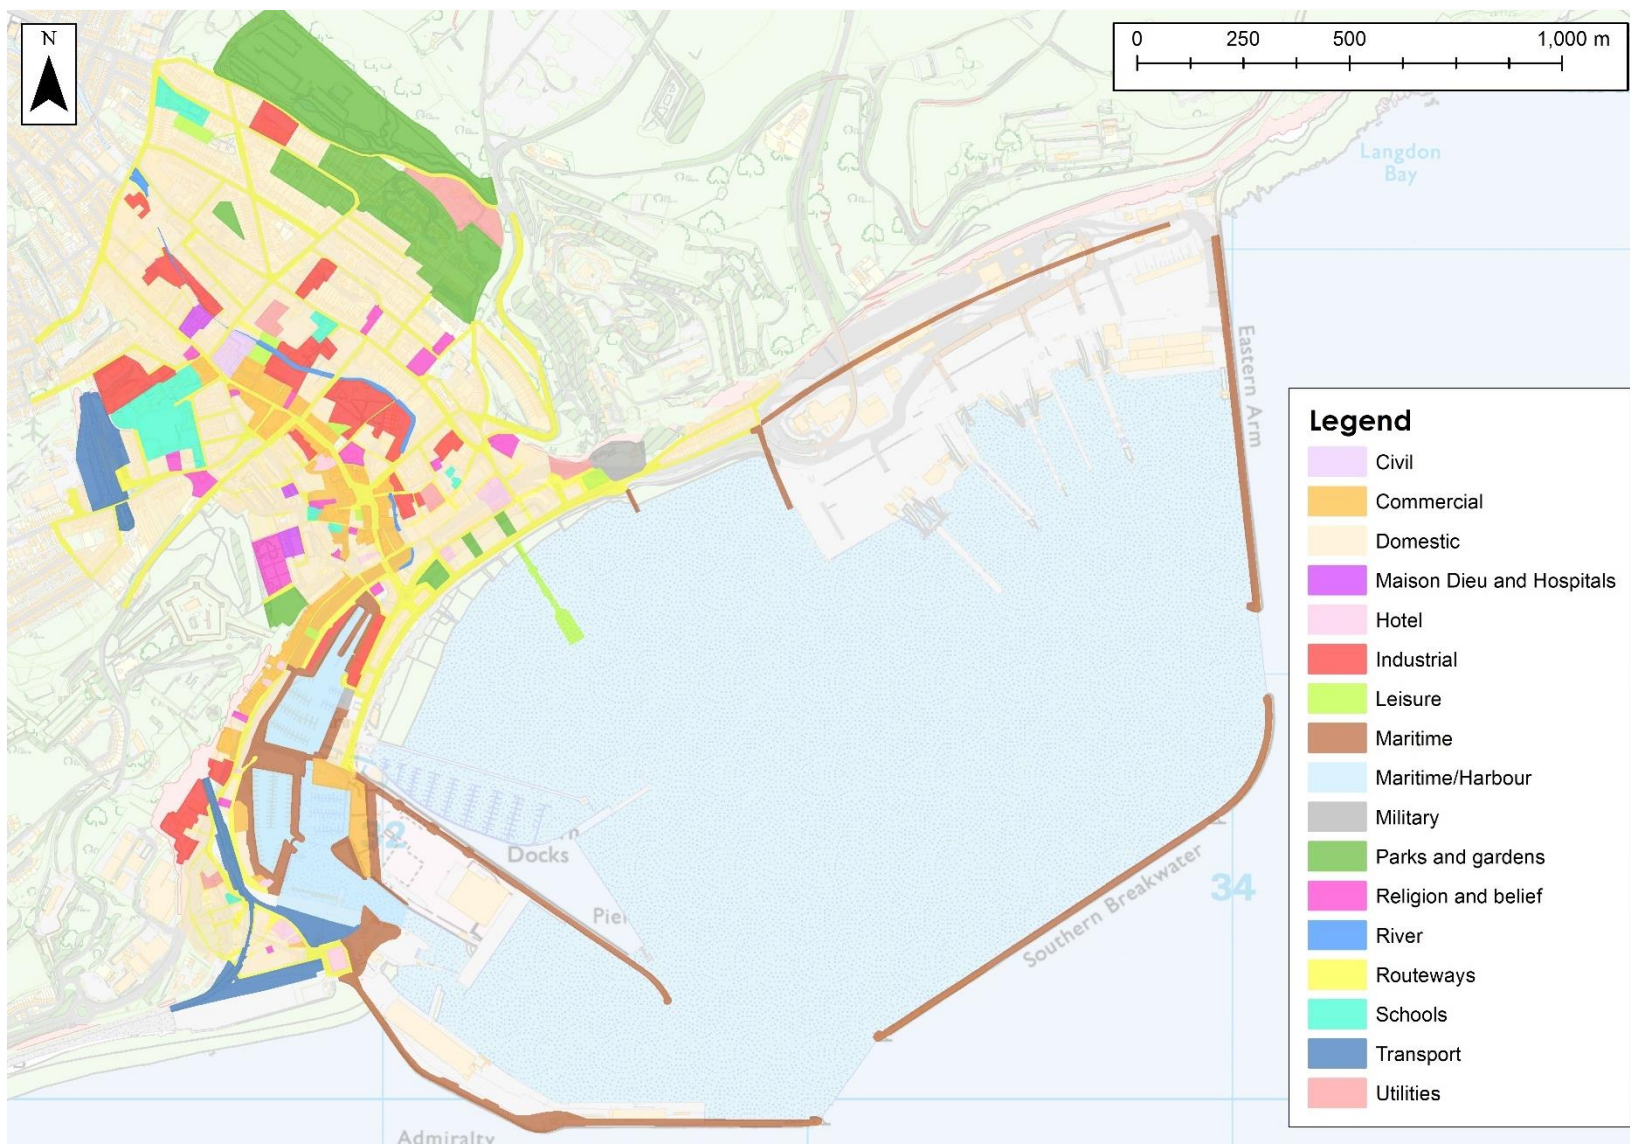 N
0 250 500 1,000 m
Langdon
Bay
Eastern Arm
Legend
Civil
Commercial
Domestic
Maison Dieu and Hospitals
Hotel
Industrial
Leisure
Maritime
Maritime/Harbour
Military
Parks and gardens
Religion and belief
River
Routeways
Schools
Transport
Utilities
Docks
34
Southern Breakwater
Admiralty